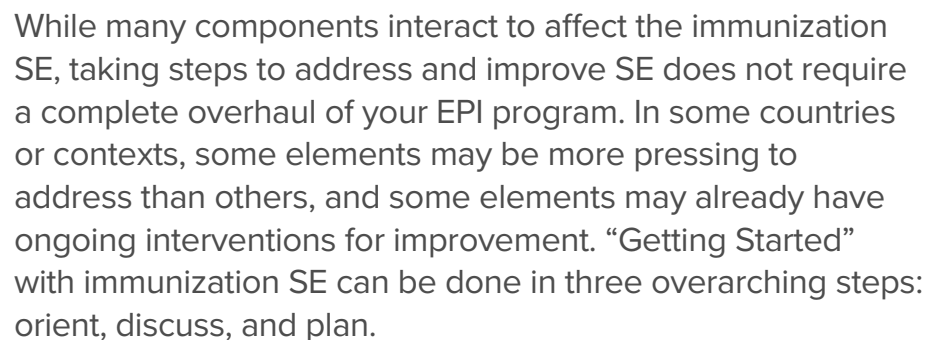 While many components interact to affect the immunization
SE, taking steps to address and improve SE does not require
a complete overhaul of your EPI program. In some countries
or contexts, some elements may be more pressing to
address than others, and some elements may already have
ongoing interventions for improvement. “Getting Started”
with immunization SE can be done in three overarching steps:
orient, discuss, and plan.